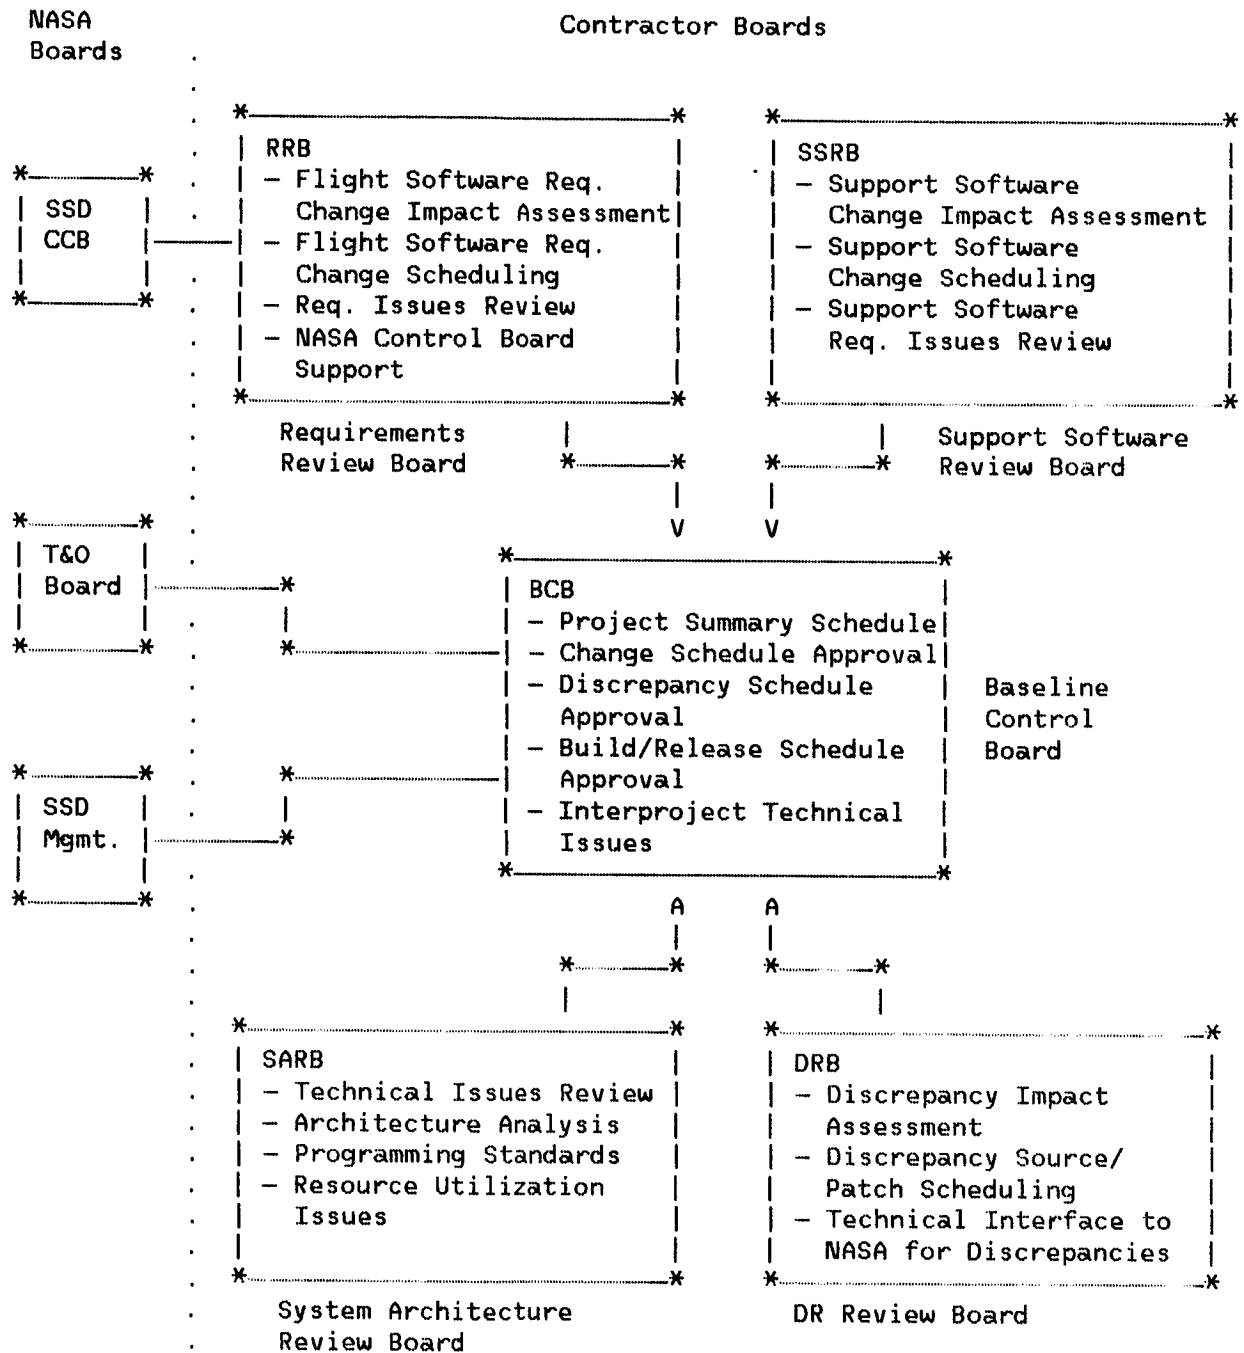 NASA
Boards
Contractor Boards
RRB
– Flight Software Req.
Change Impact Assessment
– Flight Software Req.
Change Scheduling
– Req. Issues Review
– NASA Control Board
Support
SSRB
– Support Software
Change Impact Assessment
– Support Software
Change Scheduling
– Support Software
Req. Issues Review
SSD
CCB
Requirements
Review Board
Support Software
Review Board
T&O
Board
BCB
– Project Summary Schedule
– Change Schedule Approval
– Discrepancy Schedule
Approval
– Build/Release Schedule
Approval
– Interproject Technical
Issues
Baseline
Control
Board
SSD
Mgmt.
SARB
– Technical Issues Review
– Architecture Analysis
– Programming Standards
– Resource Utilization
Issues
DRB
– Discrepancy Impact
Assessment
– Discrepancy Source/
Patch Scheduling
– Technical Interface to
NASA for Discrepancies
System Architecture
Review Board
DR Review Board